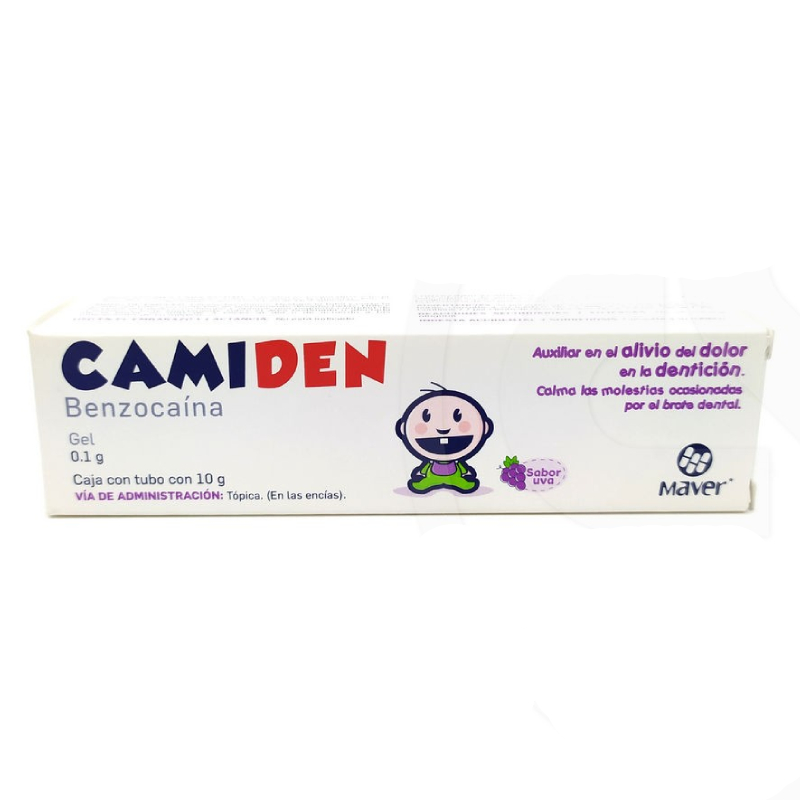 CAMIDEN
Benzocaína
Gel
0.1 g
Caja con tubo con 10 g
VÍA DE ADMINISTRACIÓN: Tópica. (En las encías).
Sabor
uva
Auxiliar en el alivio del dolor
en la dentición.
Calma las molestias ocasionadas
por el brote dental.
Maver